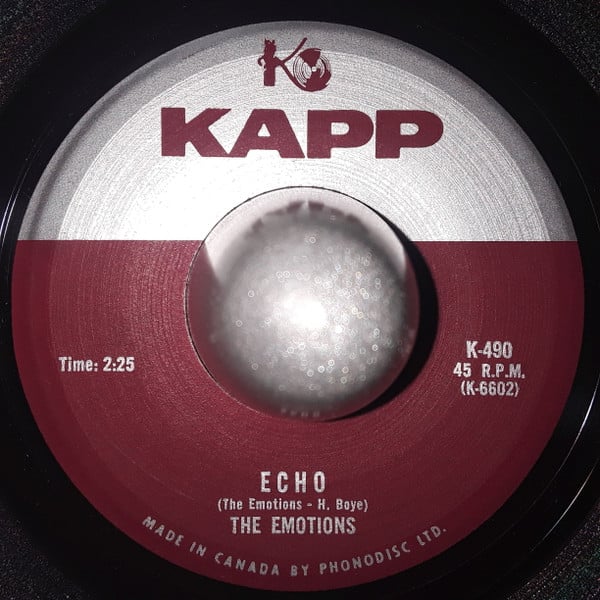 K
KAPP
Time: 2:25
K-490
45 R.P.M.
(K-6602)
ECHO
(The Emotions - H. Boye)
THE EMOTIONS
MADE IN CANADA BY PHONODISC LTD.